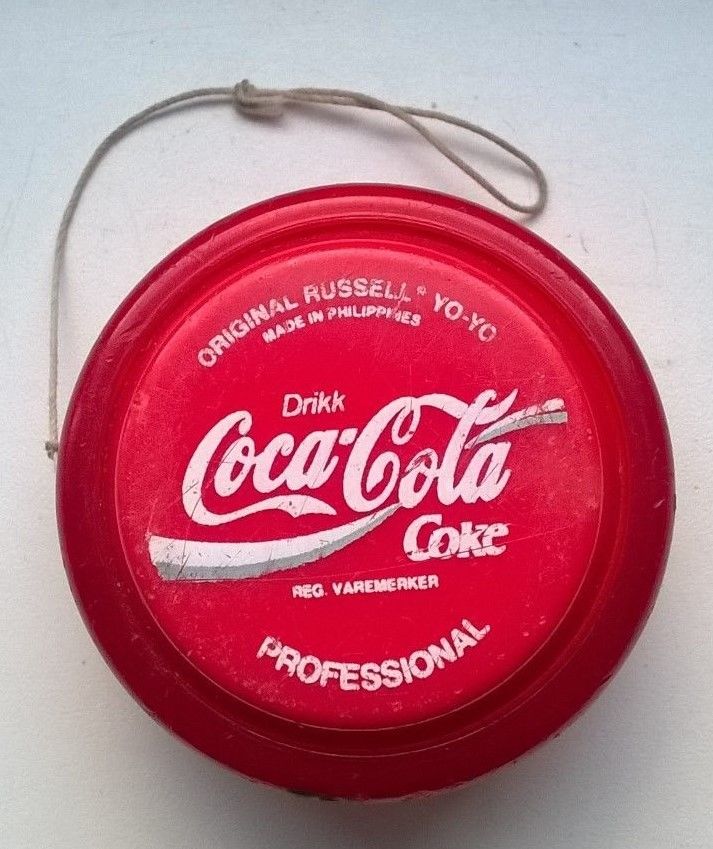 ORIGINAL RUSSELL® YO-YO
MADE IN PHILIPPINES
Drikk
Coca-Cola
Coke
REG. VAREMERKER
PROFESSIONAL